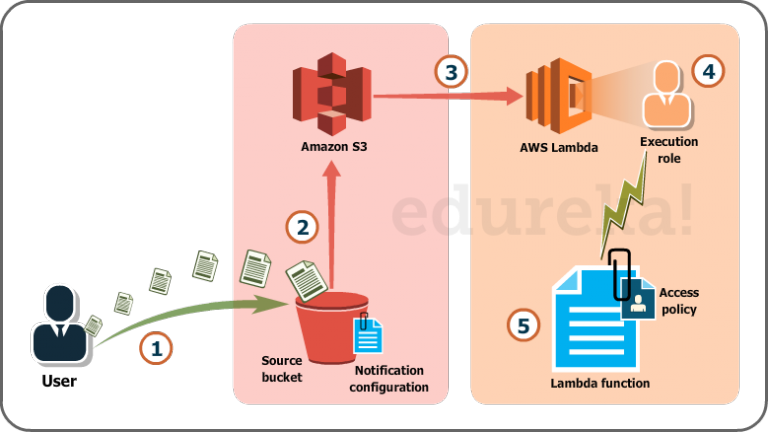 3
4
Amazon S3
AWS Lambda
Execution
role
edureka!
2
1
User
Source
bucket
Notification
configuration
5
Access
policy
Lambda function